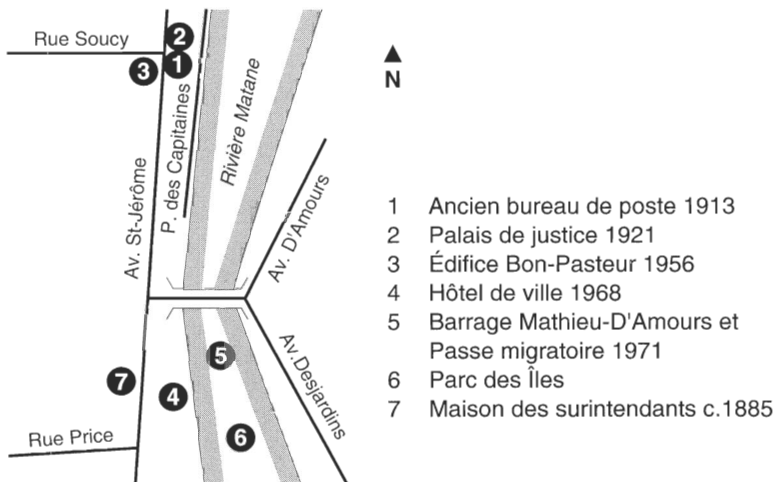 Rue Soucy
2
1
3
P. des Capitaines
Rivière Matane
Av. St-Jérôme
Av. D'Amours
5
7
4
6
Av. Desjardins
Rue Price
N
1 Ancien bureau de poste 1913
2 Palais de justice 1921
3 Édifice Bon-Pasteur 1956
4 Hôtel de ville 1968
5 Barrage Mathieu-D'Amours et
Passe migratoire 1971
6 Parc des Îles
7 Maison des surintendants c.1885